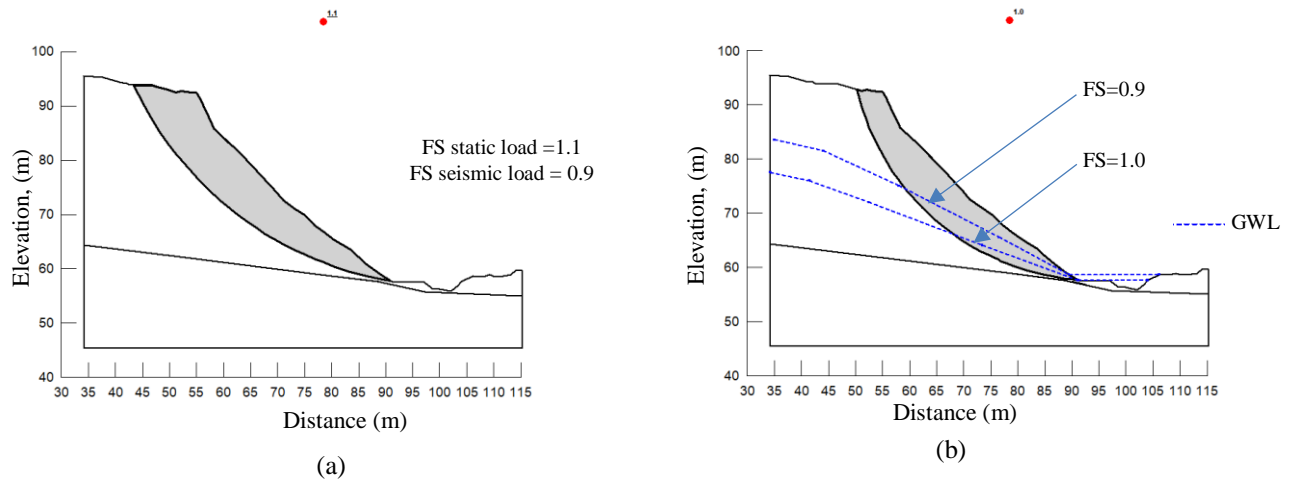 1.1
100
90
80
70
60
50
40
30 35 40 45 50 55 60 65 70 75 80 85 90 95 100 105 110 115
Elevation, (m)
Distance (m)
FS static load =1.1
FS seismic load = 0.9
(a)
1.0
100
90
80
70
60
50
40
30 35 40 45 50 55 60 65 70 75 80 85 90 95 100 105 110 115
Elevation, (m)
Distance (m)
FS=0.9
FS=1.0
GWL
(b)